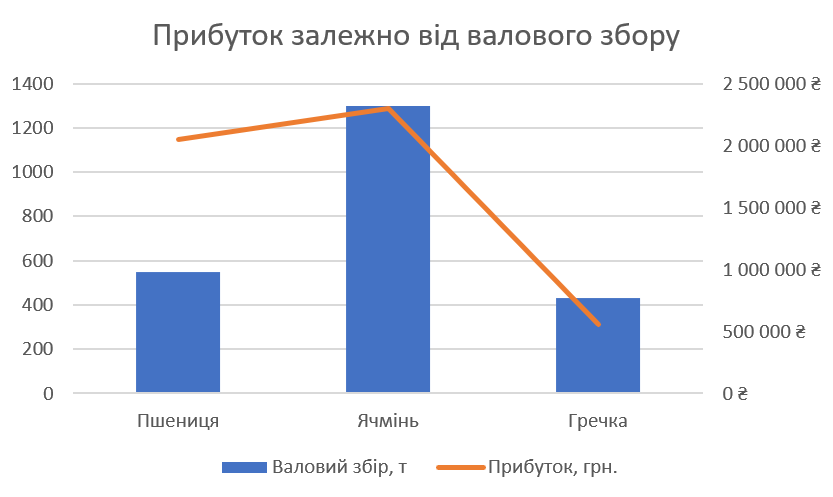 Прибуток залежно від валового збору
1400
1200
1000
800
600
400
200
0
2 500 000 ₴
2 000 000 ₴
1 500 000 ₴
1 000 000 ₴
500 000 ₴
0 ₴
Пшениця
Ячмінь
Гречка
Валовий збір, т
Прибуток, грн.